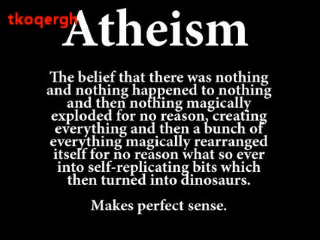 tkoqergh
Atheism
The belief that there was nothing
and nothing happened to nothing
and then nothing magically
exploded for no reason, creating
everything and then a bunch of
everything magically rearranged
itself for no reason what so ever
into self-replicating bits which
then turned into dinosaurs.
Makes perfect sense.